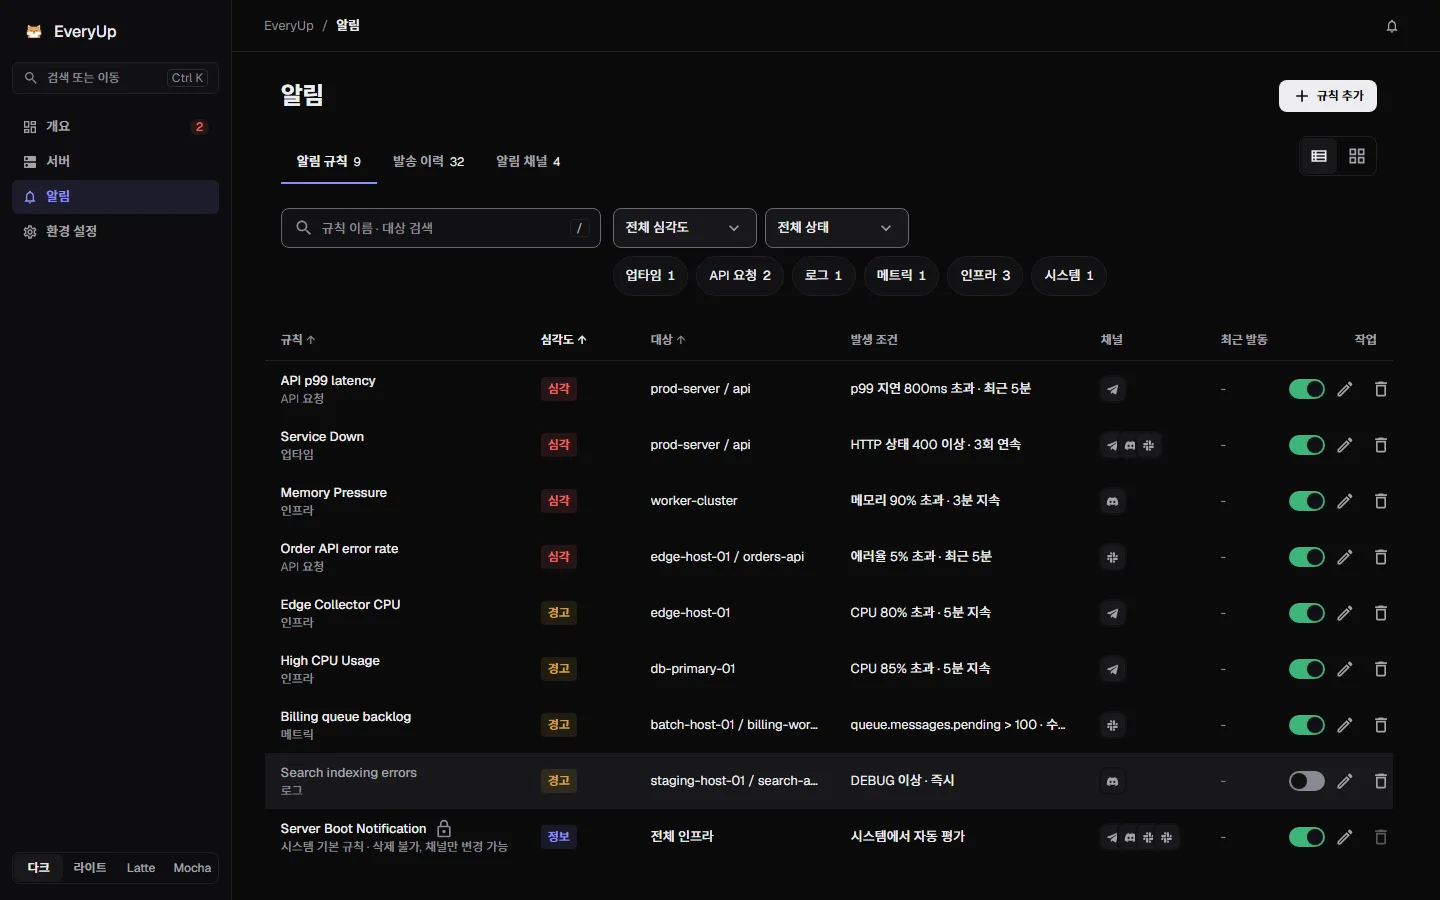 EveryUp
검색 또는 이동 Ctrl K
개요 2
서버
알림
환경 설정
다크 라이트 Latte Mocha
EveryUp / 알림
알림
규칙 추가
알림 규칙 9 발송 이력 32 알림 채널 4
규칙 이름 · 대상 검색 /
전체 심각도
전체 상태
업타임 1 API 요청 2 로그 1 메트릭 1 인프라 3 시스템 1
규칙 ↑ 심각도 ↑ 대상 ↑ 발생 조건 채널 최근 발동 작업
API p99 latency
API 요청
심각 prod-server / api p99 지연 800ms 초과 · 최근 5분 -
Service Down
업타임
심각 prod-server / api HTTP 상태 400 이상 · 3회 연속 -
Memory Pressure
인프라
심각 worker-cluster 메모리 90% 초과 · 3분 지속 -
Order API error rate
API 요청
심각 edge-host-01 / orders-api 에러율 5% 초과 · 최근 5분 -
Edge Collector CPU
인프라
경고 edge-host-01 CPU 80% 초과 · 5분 지속 -
High CPU Usage
인프라
경고 db-primary-01 CPU 85% 초과 · 5분 지속 -
Billing queue backlog
메트릭
경고 batch-host-01 / billing-wor... queue.messages.pending > 100 · 수... -
Search indexing errors
로그
경고 staging-host-01 / search-a... DEBUG 이상 · 즉시 -
Server Boot Notification
시스템 기본 규칙 · 삭제 불가, 채널만 변경 가능
정보 전체 인프라 시스템에서 자동 평가 -